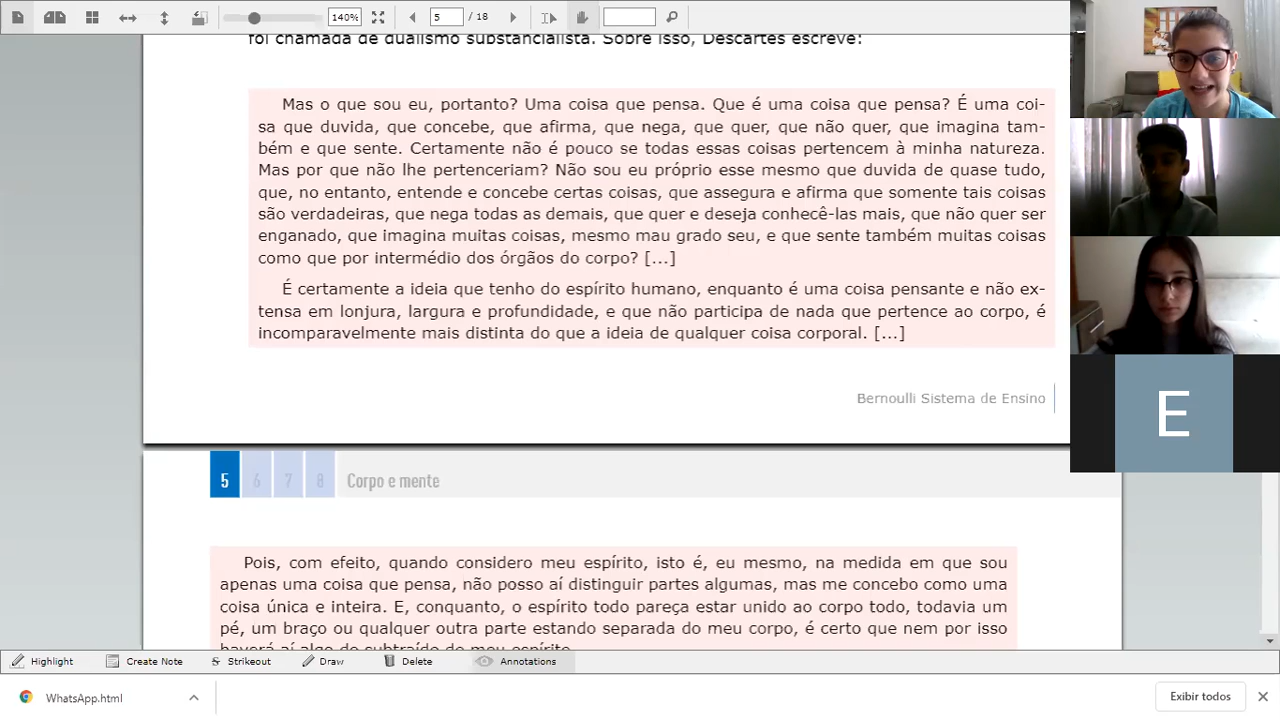 140%
5 / 18
foi chamada de dualismo substancialista. Sobre isso, Descartes escreve:
Mas o que sou eu, portanto? Uma coisa que pensa. Que é uma coisa que pensa? É uma coi-
sa que duvida, que concebe, que afirma, que nega, que quer, que não quer, que imagina tam-
bém e que sente. Certamente não é pouco se todas essas coisas pertencem à minha natureza.
Mas por que não lhe pertenceriam? Não sou eu próprio esse mesmo que duvida de quase tudo,
que, no entanto, entende e concebe certas coisas, que assegura e afirma que somente tais coisas
são verdadeiras, que nega todas as demais, que quer e deseja conhecê-las mais, que não quer ser
enganado, que imagina muitas coisas, mesmo mau grado seu, e que sente também muitas coisas
como que por intermédio dos órgãos do corpo? [...]
É certamente a ideia que tenho do espírito humano, enquanto é uma coisa pensante e não ex-
tensa em lonjura, largura e profundidade, e que não participa de nada que pertence ao corpo, é
incomparavelmente mais distinta do que a ideia de qualquer coisa corporal. [...]
Bernoulli Sistema de Ensino
E
5 6 7 8 Corpo e mente
Pois, com efeito, quando considero meu espírito, isto é, eu mesmo, na medida em que sou
apenas uma coisa que pensa, não posso aí distinguir partes algumas, mas me concebo como uma
coisa única e inteira. E, conquanto, o espírito todo pareça estar unido ao corpo todo, todavia um
pé, um braço ou qualquer outra parte estando separada do meu corpo, é certo que nem por isso
haverá aí algo de subtraído do meu espírito.
Highlight Create Note Strikeout Draw Delete Annotations
WhatsApp.html
Exibir todos